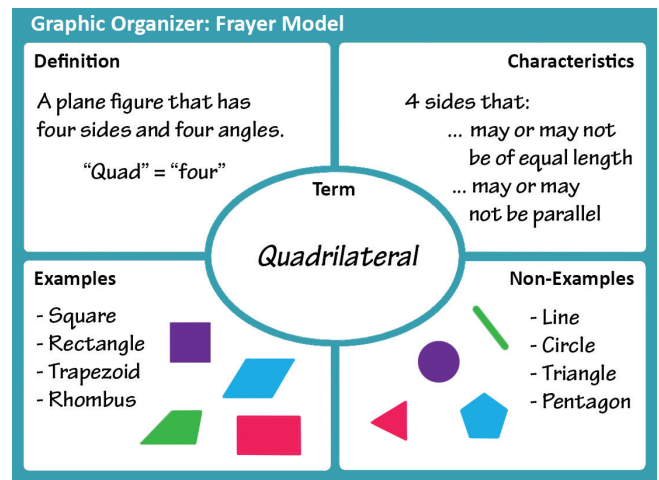 Graphic Organizer: Frayer Model
Definition
A plane figure that has
four sides and four angles.
“Quad” = “four”
Characteristics
4 sides that:
... may or may not
be of equal length
... may or may
not be parallel
Term
Quadrilateral
Examples
- Square
- Rectangle
- Trapezoid
- Rhombus
Non-Examples
- Line
- Circle
- Triangle
- Pentagon